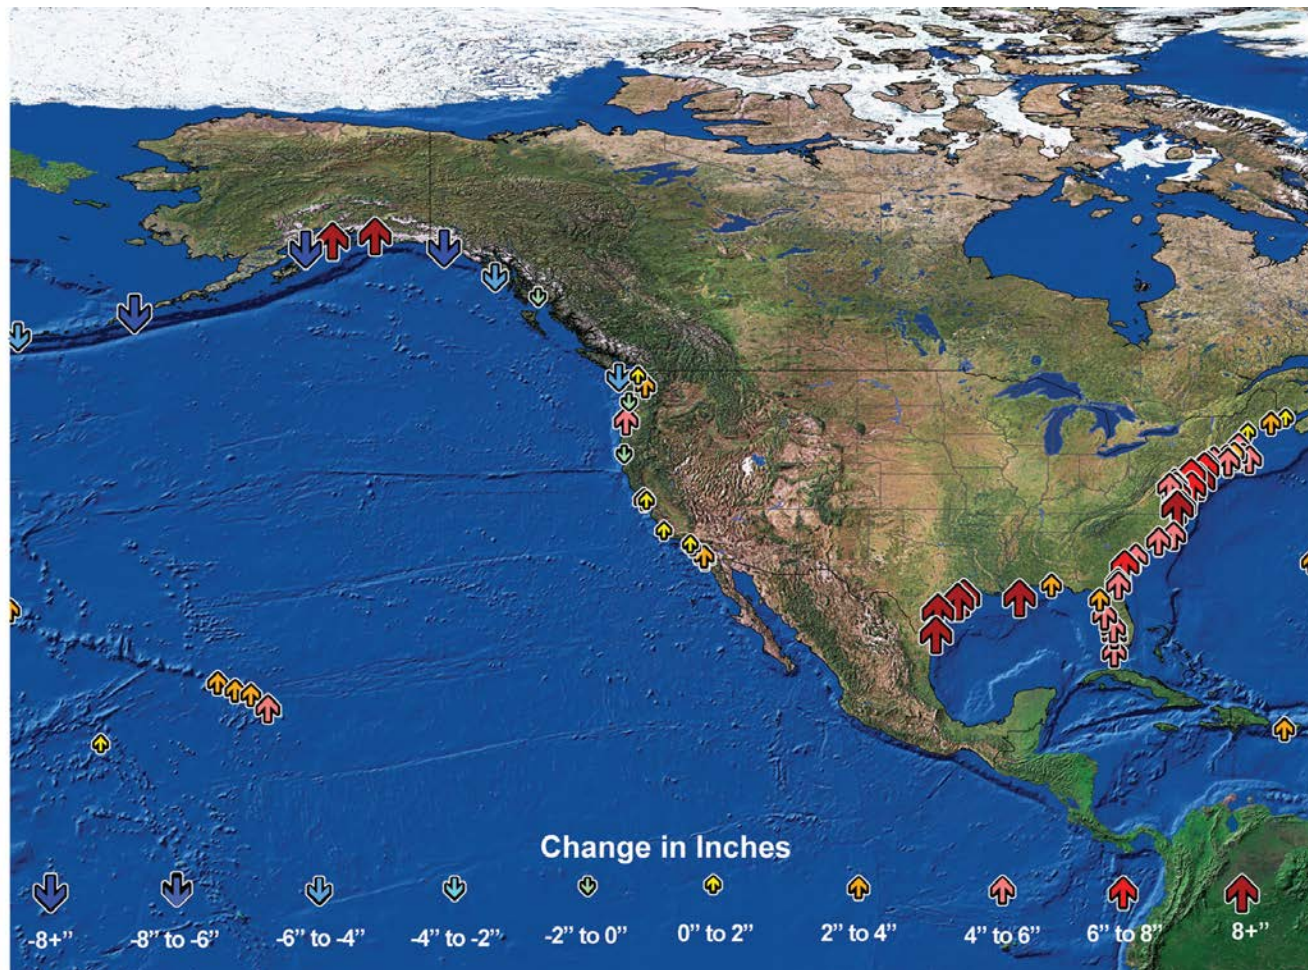 Change in Inches
-8+” -8” to -6” -6” to -4” -4” to -2” -2” to 0” 0” to 2” 2” to 4” 4” to 6” 6” to 8” 8+”